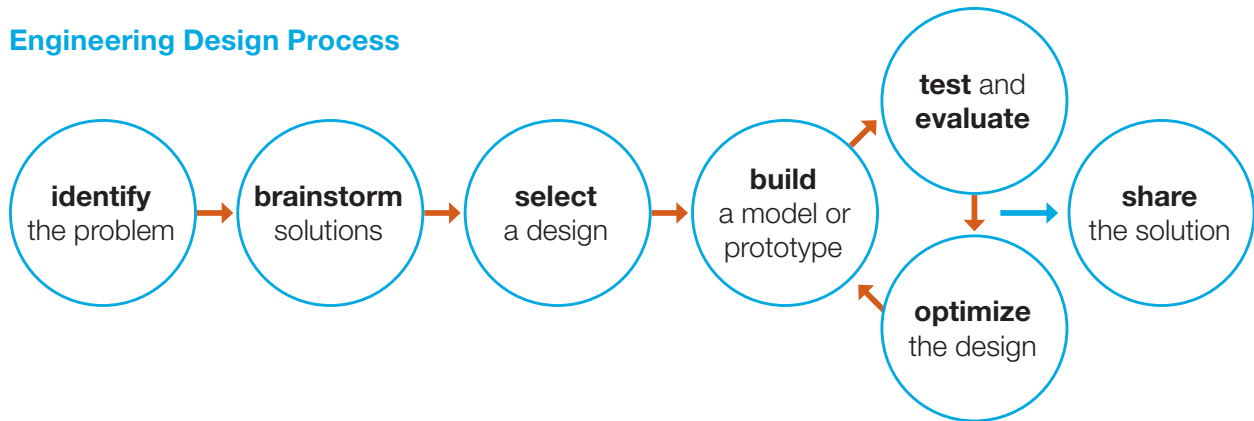 Engineering Design Process
identify
the problem
brainstorm
solutions
select
a design
build
a model or
prototype
test and
evaluate
optimize
the design
share
the solution